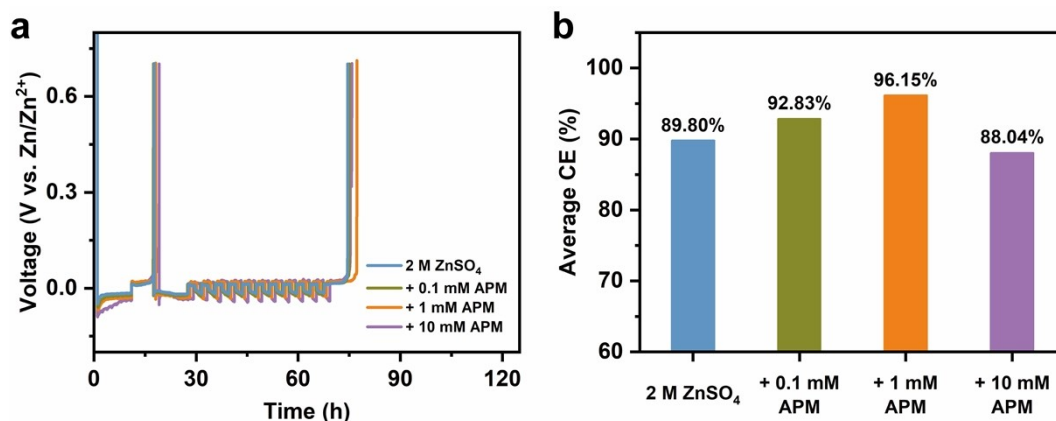 a
Voltage (V vs. Zn/Zn²⁺)
0.6
0.3
0.0
0
30
60
90
120
Time (h)
2 M ZnSO₄
+ 0.1 mM APM
+ 1 mM APM
+ 10 mM APM
b
Average CE (%)
100
90
80
70
60
89.80%
92.83%
96.15%
88.04%
2 M ZnSO₄
+ 0.1 mM
APM
+ 1 mM
APM
+ 10 mM
APM